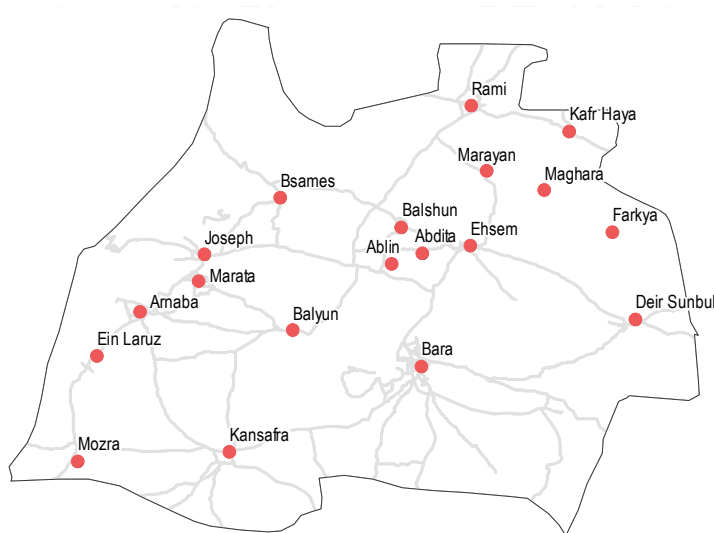 Rami
Kafr Haya
Marayan
Maghara
Bsames
Balshun
Farkya
Ehsem
Abdita
Joseph
Ablin
Marata
Arnaba
Deir Sunbul
Balyun
Ein Laruz
Bara
Kansafra
Mozra